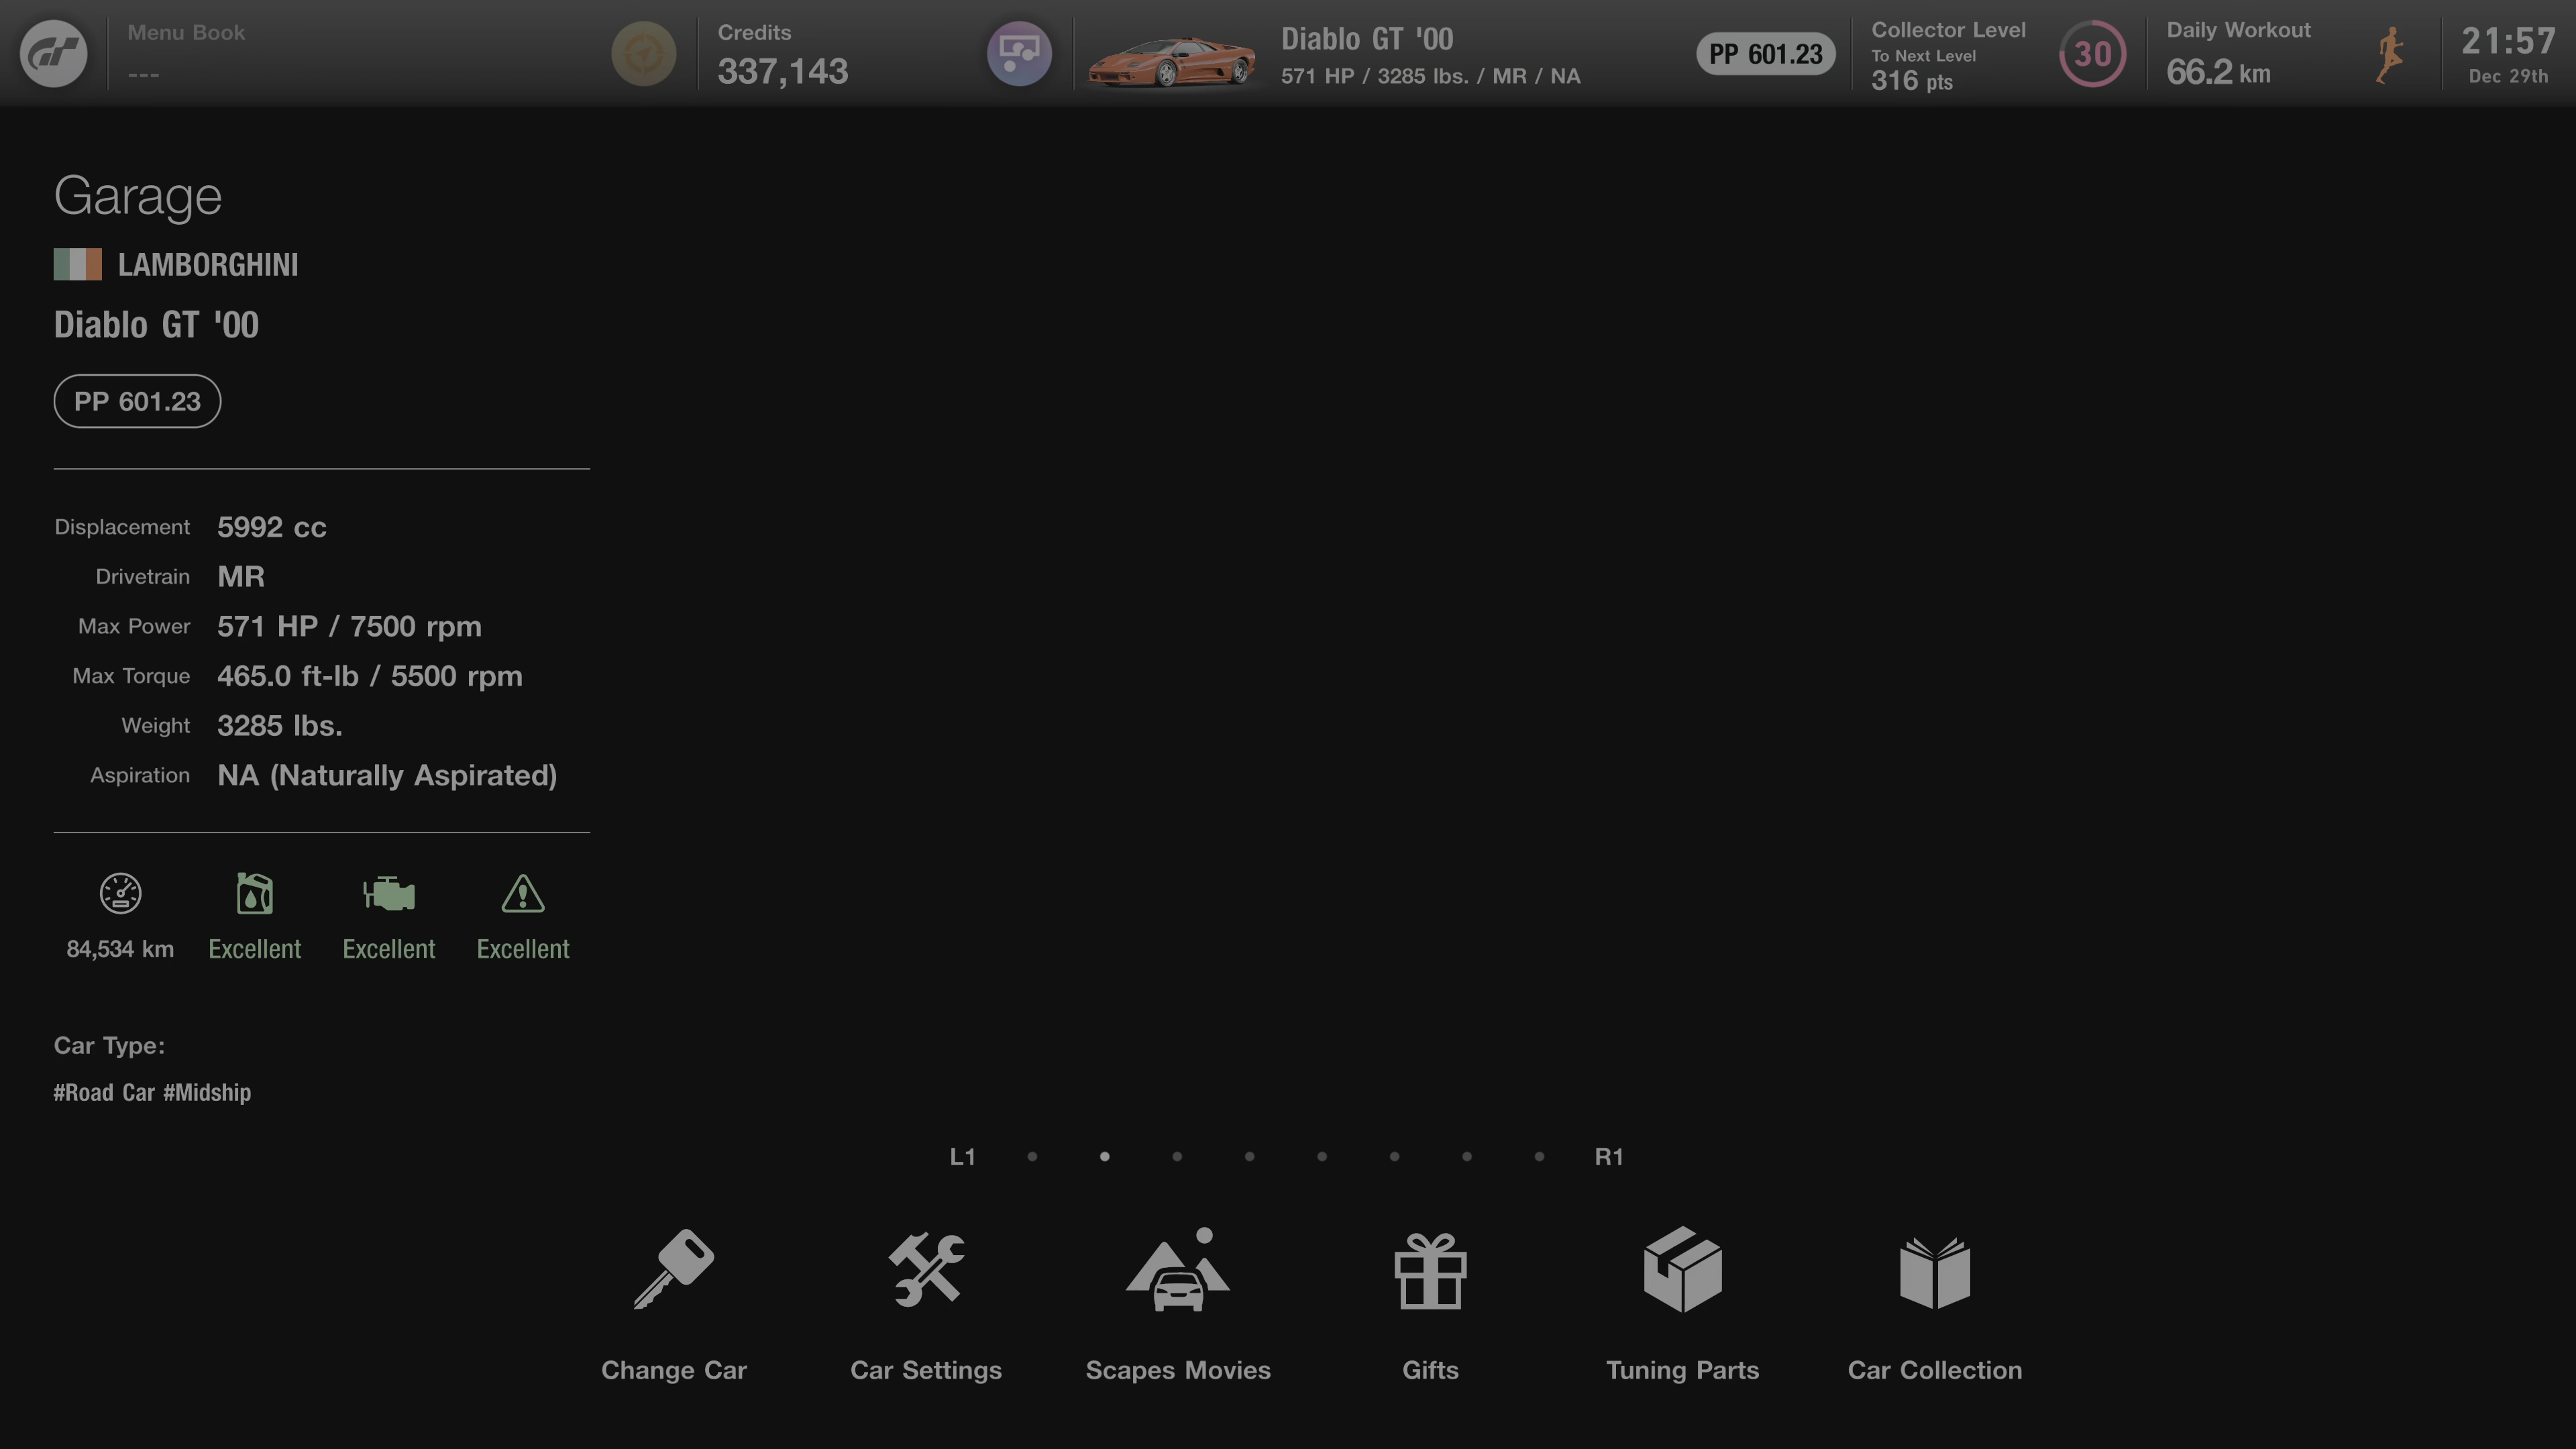 Menu Book
---
Credits
337,143
Diablo GT '00
571 HP / 3285 lbs. / MR / NA
PP 601.23
Collector Level
To Next Level
316 pts
30
Daily Workout
66.2 km
21:57
Dec 29th
Garage
LAMBORGHINI
Diablo GT '00
PP 601.23
Displacement 5992 cc
Drivetrain MR
Max Power 571 HP / 7500 rpm
Max Torque 465.0 ft-lb / 5500 rpm
Weight 3285 lbs.
Aspiration NA (Naturally Aspirated)
84,534 km Excellent Excellent Excellent
Car Type:
#Road Car #Midship
L1 R1
Change Car Car Settings Scapes Movies Gifts Tuning Parts Car Collection